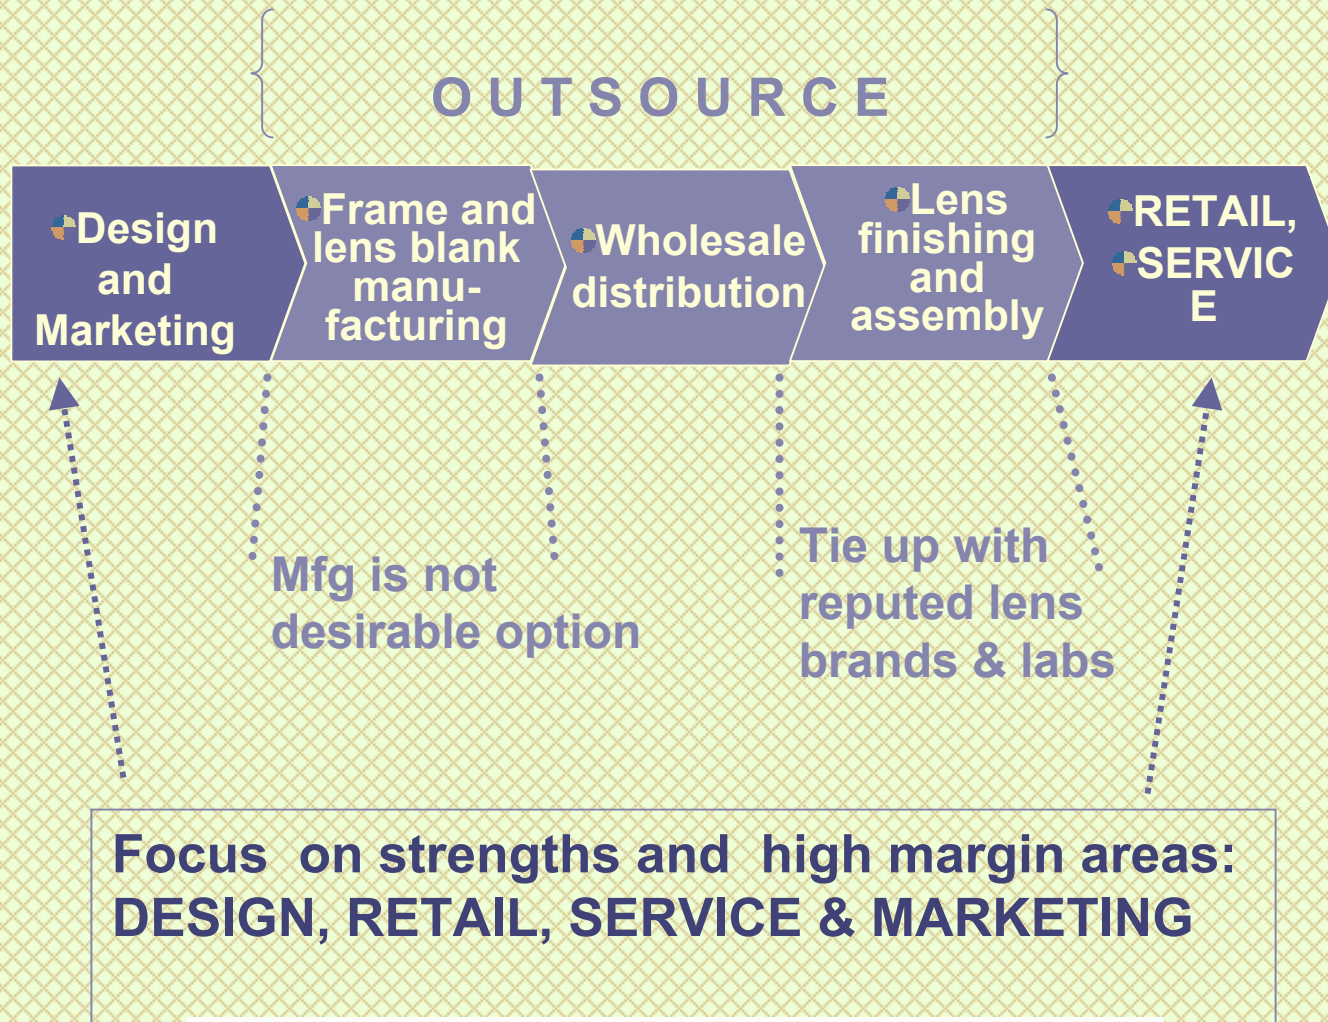 OUTSOURCE
Design
and
Marketing
Frame and
lens blank
manu-
facturing
Wholesale
distribution
Lens
finishing
and
assembly
RETAIL,
SERVIC
E
Mfg is not
desirable option
Tie up with
reputed lens
brands & labs
Focus on strengths and high margin areas:
DESIGN, RETAIL, SERVICE & MARKETING